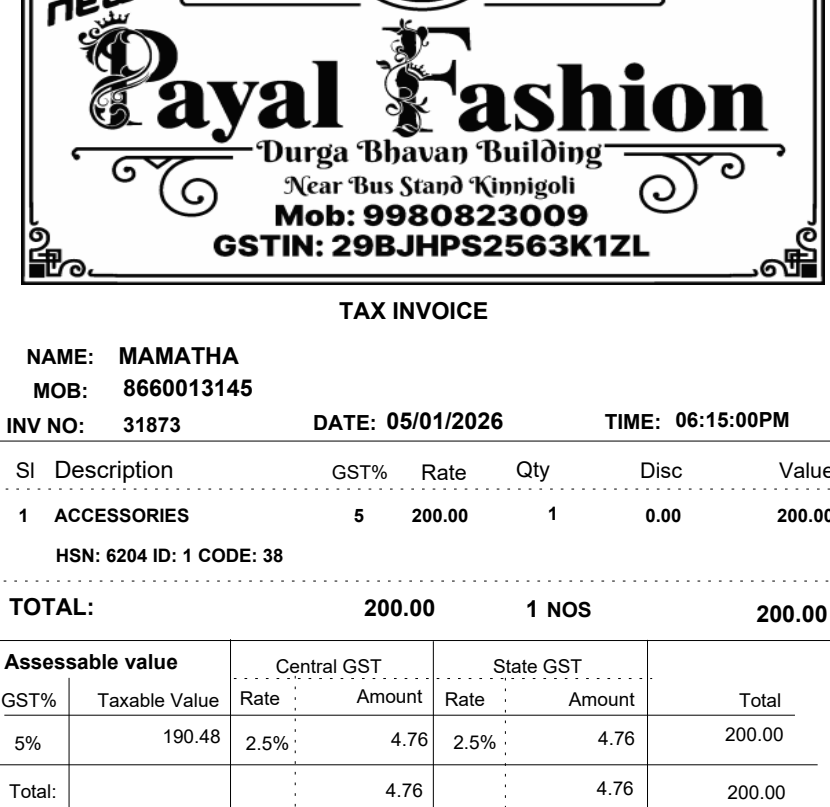 new
Payal Fashion
Durga Bhavan Building
Near Bus Stand Kinnigoli
Mob: 9980823009
GSTIN: 29BJHPS2563K1ZL
TAX INVOICE
NAME: MAMATHA
MOB: 8660013145
INV NO: 31873 DATE: 05/01/2026 TIME: 06:15:00PM
Sl Description GST% Rate Qty Disc Value
1 ACCESSORIES 5 200.00 1 0.00 200.00
HSN: 6204 ID: 1 CODE: 38
TOTAL: 200.00 1 NOS 200.00
Assessable value Central GST State GST
GST% Taxable Value Rate Amount Rate Amount Total
5% 190.48 2.5% 4.76 2.5% 4.76 200.00
Total: 4.76 4.76 200.00